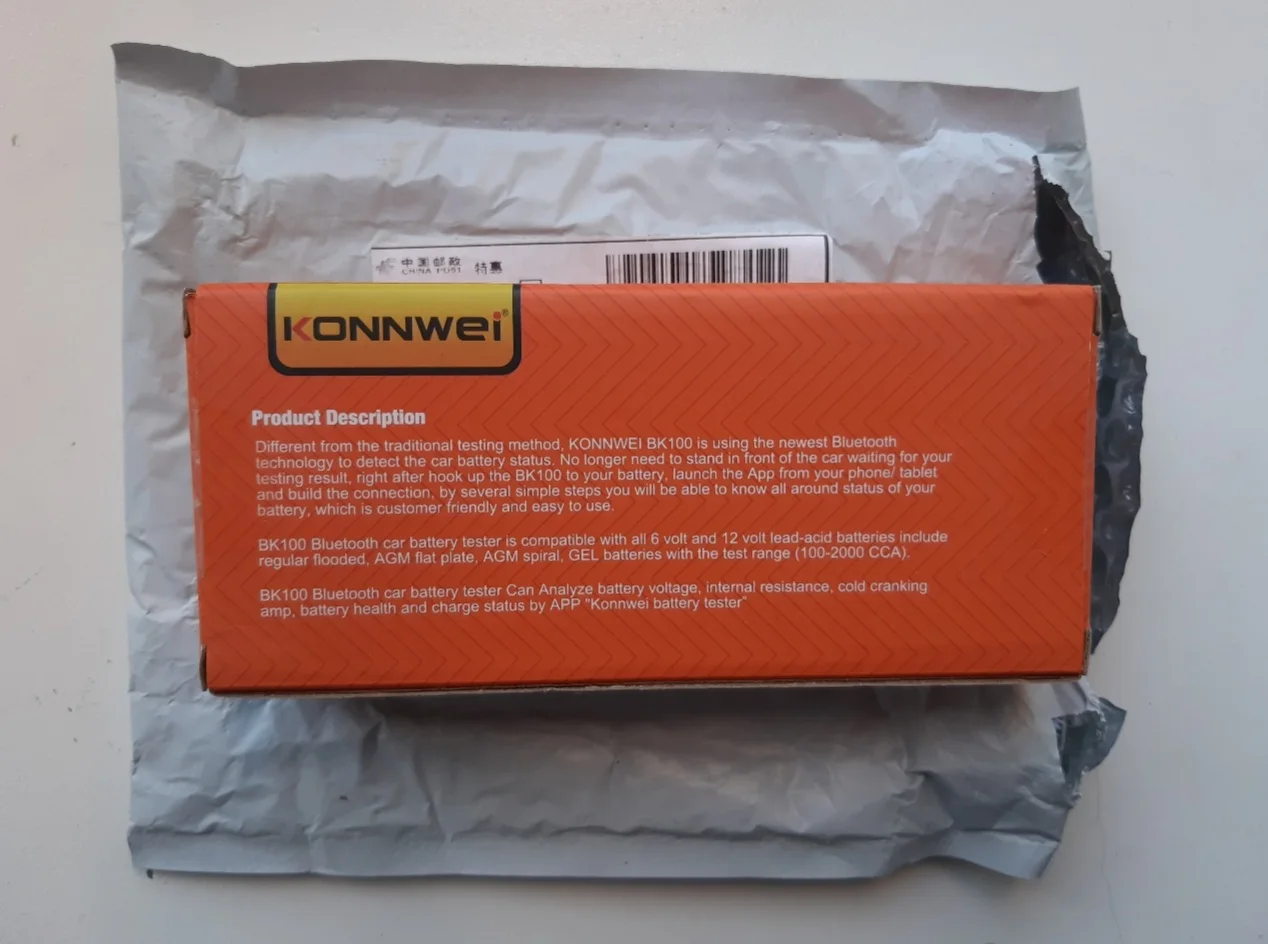 中国邮政
CHINA POST
特惠
KONNWEI®
Product Description
Different from the traditional testing method, KONNWEI BK100 is using the newest Bluetooth
technology to detect the car battery status. No longer need to stand in front of the car waiting for your
testing result, right after hook up the BK100 to your battery, launch the App from your phone/ tablet
and build the connection, by several simple steps you will be able to know all around status of your
battery, which is customer friendly and easy to use.
BK100 Bluetooth car battery tester is compatible with all 6 volt and 12 volt lead-acid batteries include
regular flooded, AGM flat plate, AGM spiral, GEL batteries with the test range (100-2000 CCA).
BK100 Bluetooth car battery tester Can Analyze battery voltage, internal resistance, cold cranking
amp, battery health and charge status by APP "Konnwei battery tester"